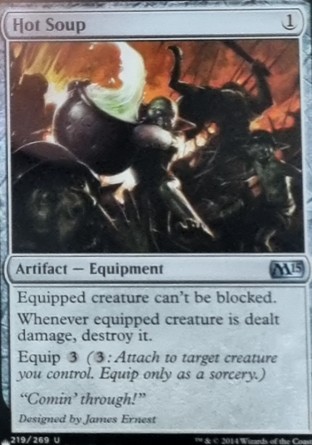 Hot Soup 1
Artifact — Equipment M15
Equipped creature can't be blocked.
Whenever equipped creature is dealt
damage, destroy it.
Equip 3 (3: Attach to target creature
you control. Equip only as a sorcery.)
"Comin' through!"
Designed by James Ernest
219/269 U ™ & © 2014 Wizards of the Coast